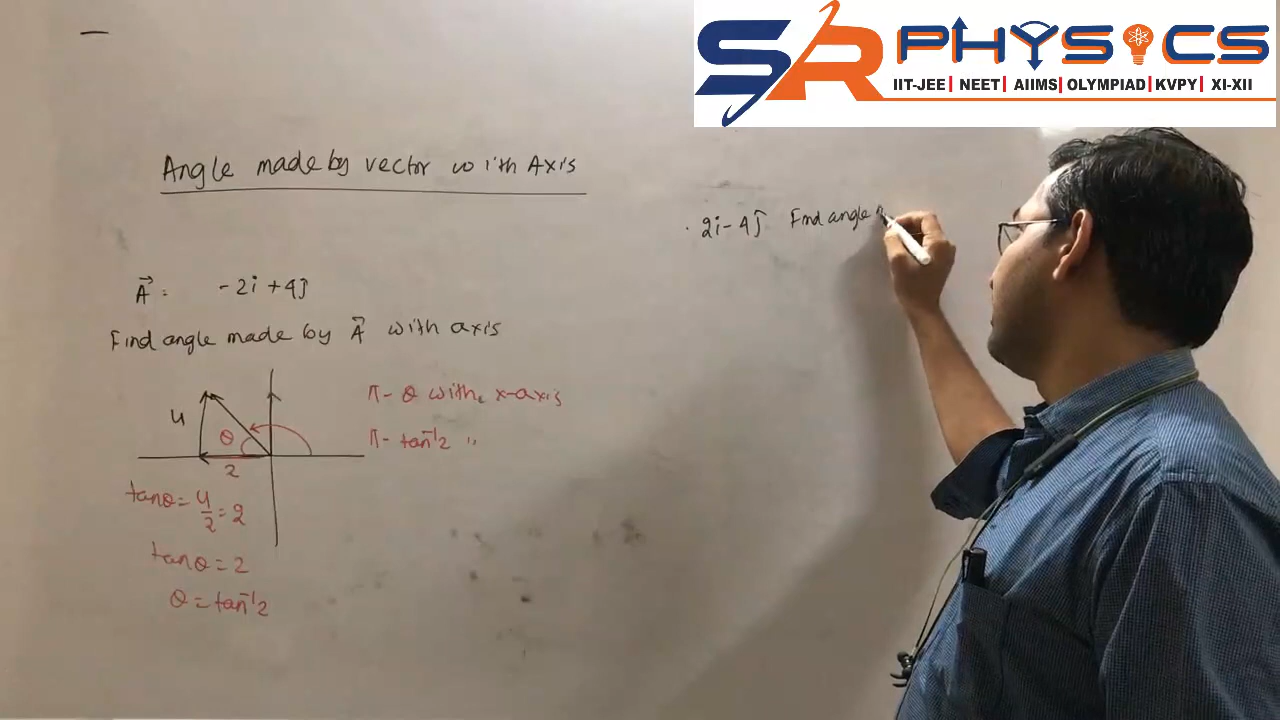 SR PHYSICS
IIT-JEE | NEET | AIIMS | OLYMPIAD | KVPY | XI-XII
Angle made by vector with Axis
A⃗ = -2i + 4ĵ
Find angle made by A⃗ with axis
4
θ
2
π - θ with x-axis
π - tan⁻¹2 "
tanθ = 4/2 = 2
tanθ = 2
θ = tan⁻¹2
. 2i - 4ĵ Find angle